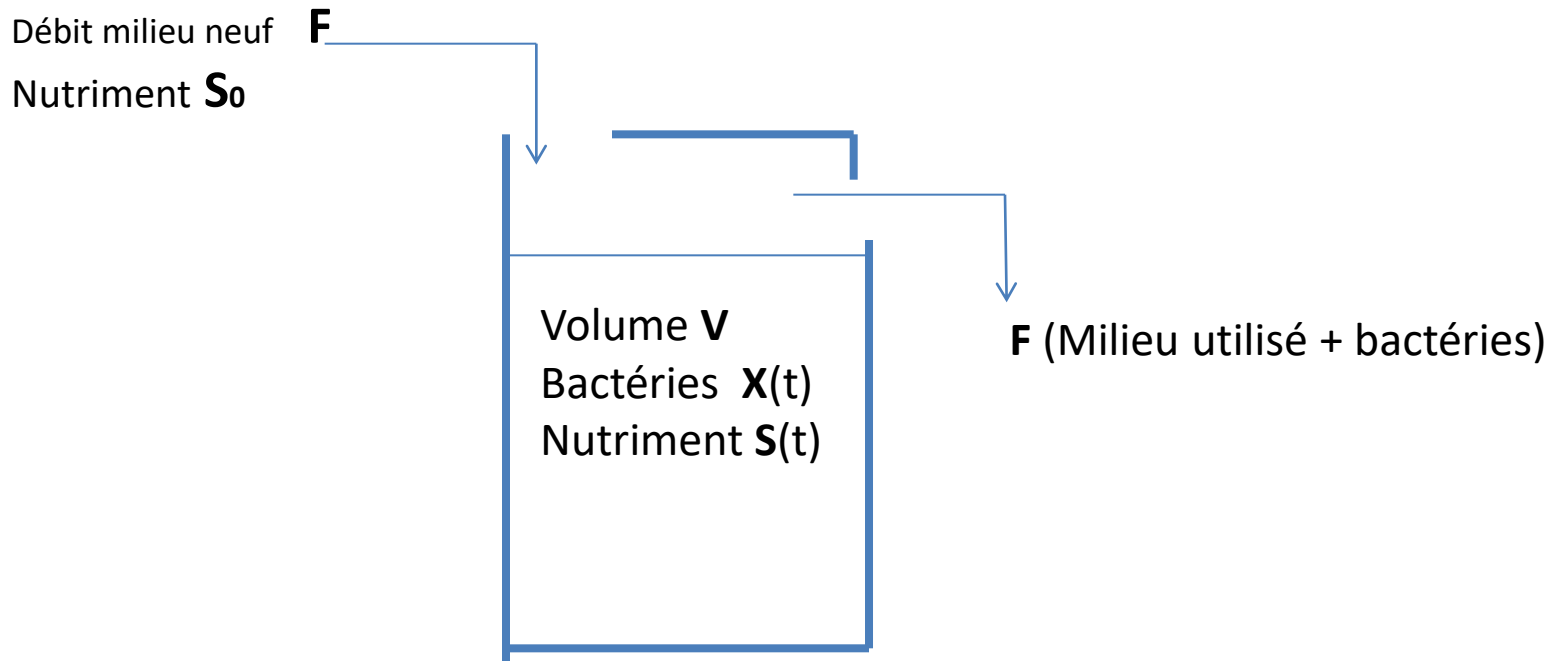 Débit milieu neuf F
Nutriment S0
Volume V
Bactéries X(t)
Nutriment S(t)
F (Milieu utilisé + bactéries)